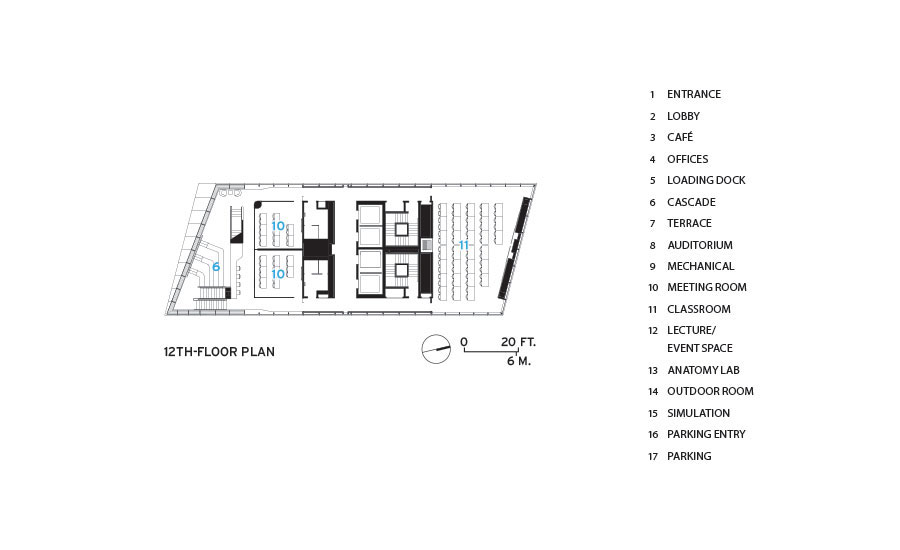 10
11
6
10
12TH-FLOOR PLAN
0 20 FT.
6 M.
1 ENTRANCE
2 LOBBY
3 CAFÉ
4 OFFICES
5 LOADING DOCK
6 CASCADE
7 TERRACE
8 AUDITORIUM
9 MECHANICAL
10 MEETING ROOM
11 CLASSROOM
12 LECTURE/
EVENT SPACE
13 ANATOMY LAB
14 OUTDOOR ROOM
15 SIMULATION
16 PARKING ENTRY
17 PARKING